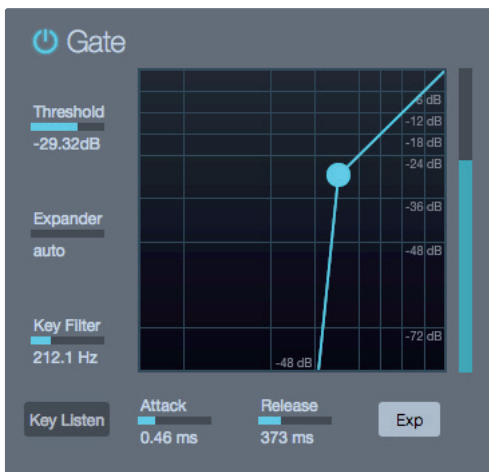 Gate
Threshold
-29.32dB
Expander
auto
Key Filter
212.1 Hz
Key Listen
6 dB
-12 dB
-18 dB
-24 dB
-36 dB
-48 dB
-72 dB
-48 dB
Attack
0.46 ms
Release
373 ms
Exp